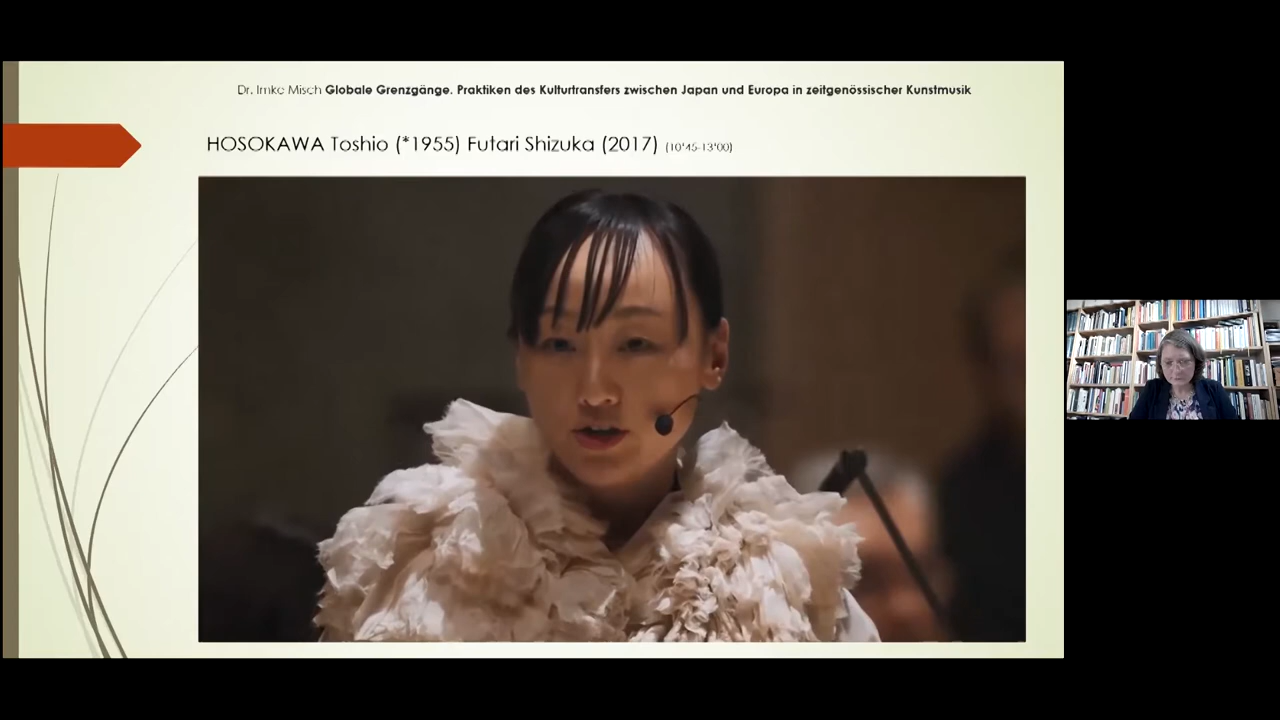 Dr. Imke Misch Globale Grenzgänge. Praktiken des Kulturtransfers zwischen Japan und Europa in zeitgenössischer Kunstmusik
HOSOKAWA Toshio (*1955) Futari Shizuka (2017) (10'45-13'00)